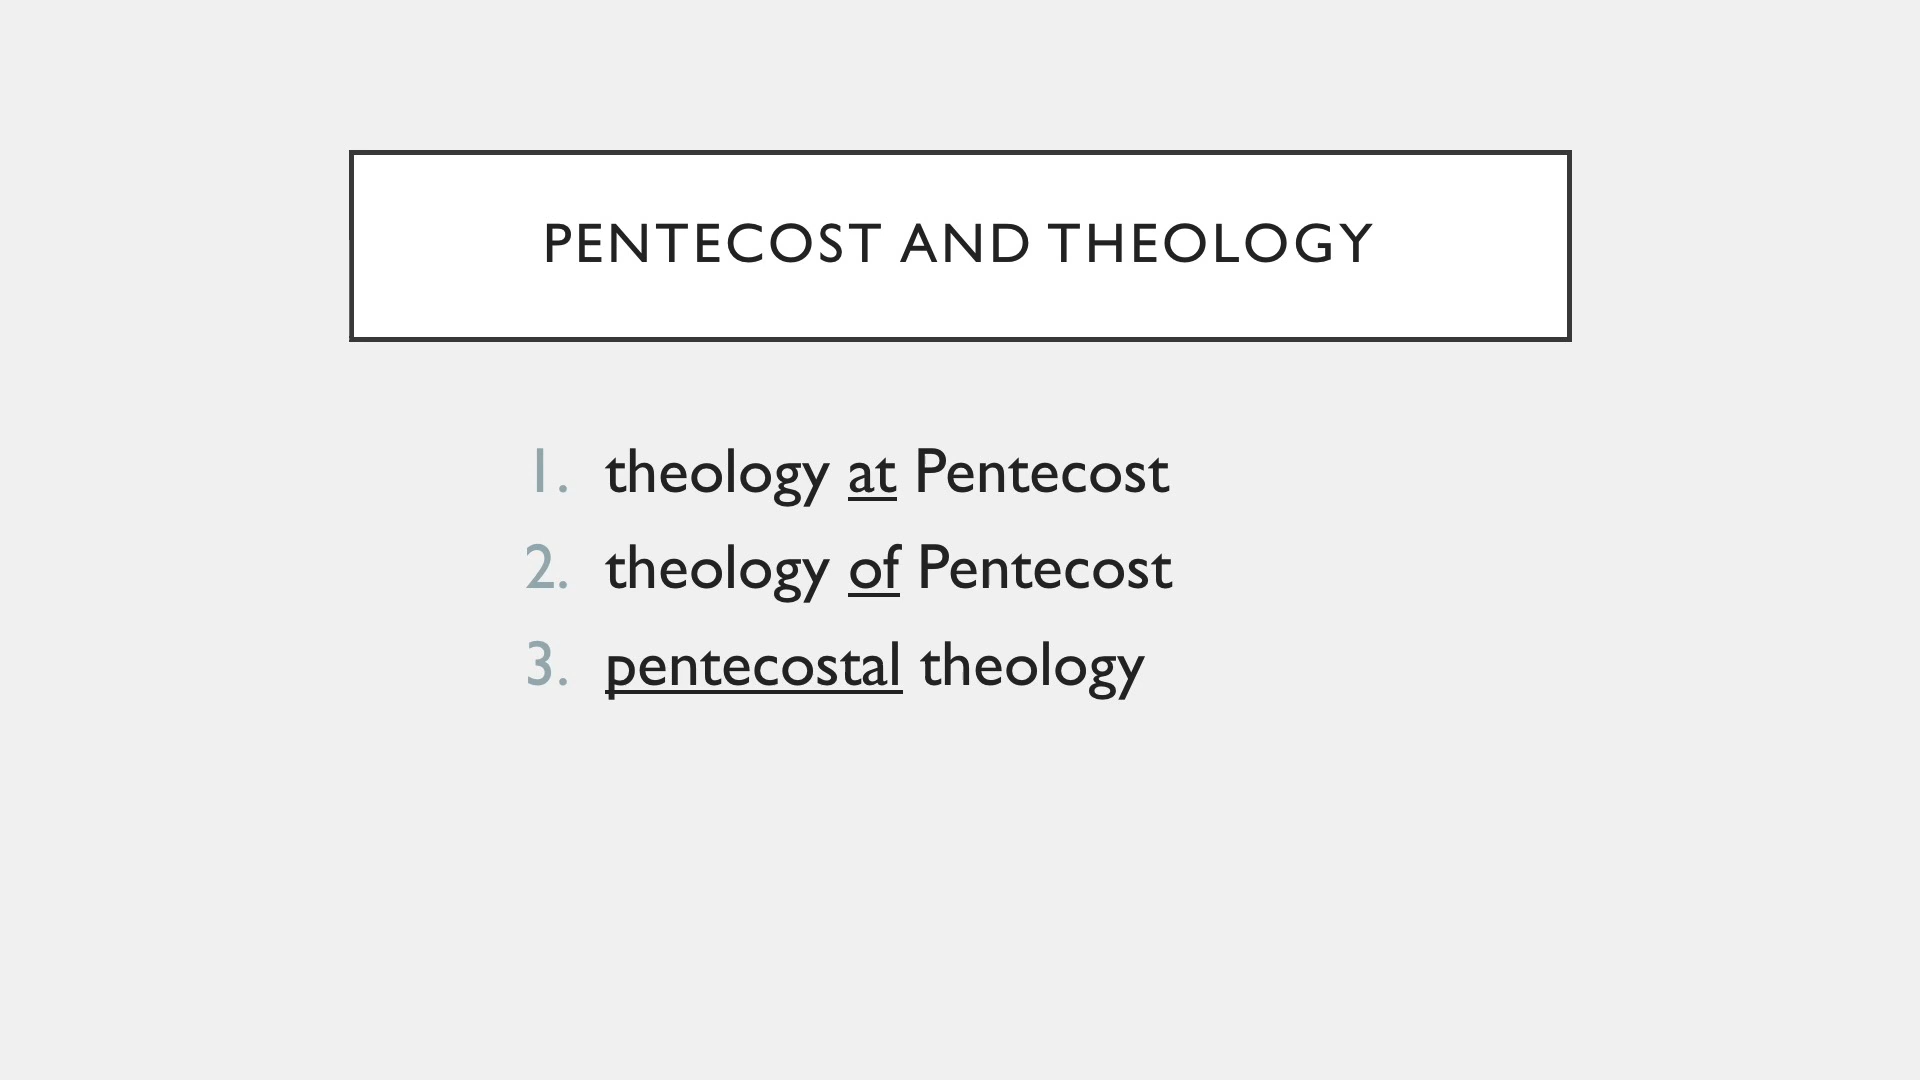 PENTECOST AND THEOLOGY
1. theology at Pentecost
2. theology of Pentecost
3. pentecostal theology